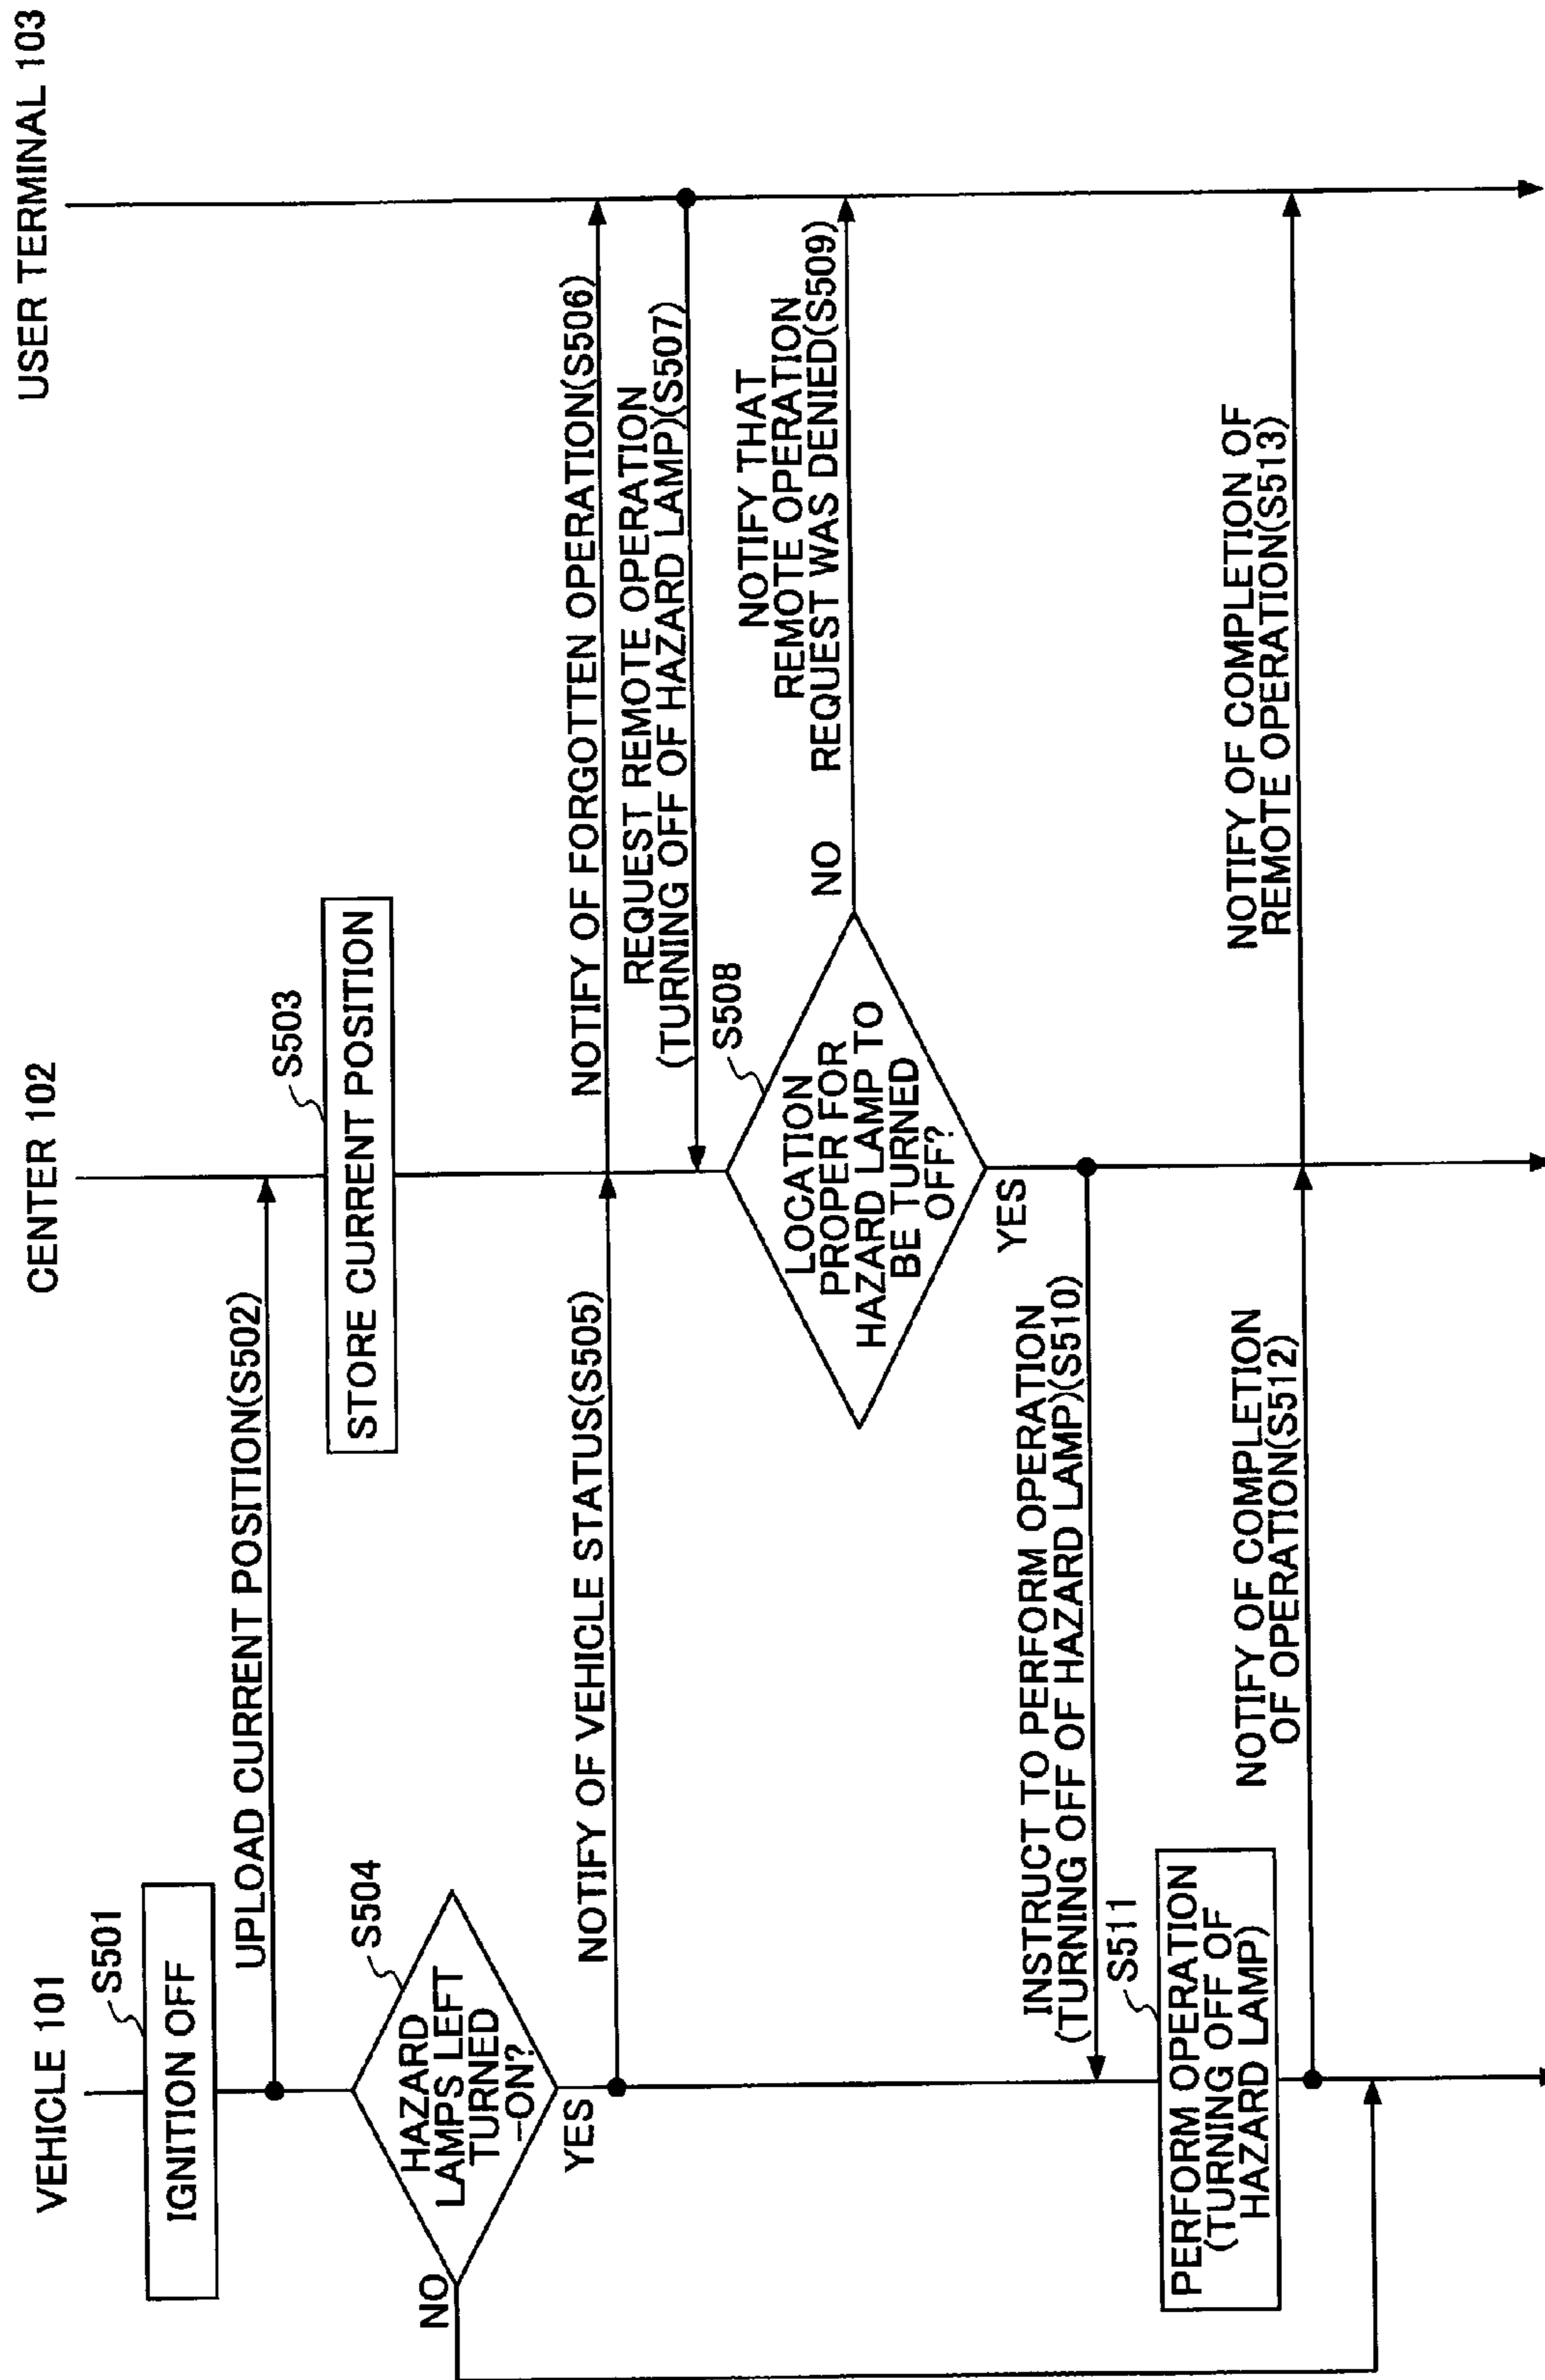 VEHICLE 101
CENTER 102
USER TERMINAL 103
S501
IGNITION OFF
UPLOAD CURRENT POSITION(S502)
S503
STORE CURRENT POSITION
S504
HAZARD
LAMPS LEFT
TURNED
-ON?
NO
YES
NOTIFY OF VEHICLE STATUS(S505)
NOTIFY OF FORGOTTEN OPERATION(S506)
REQUEST REMOTE OPERATION
(TURNING OFF OF HAZARD LAMP)(S507)
S508
LOCATION
PROPER FOR
HAZARD LAMP TO
BE TURNED
OFF?
NO
NOTIFY THAT
REMOTE OPERATION
REQUEST WAS DENIED(S509)
YES
INSTRUCT TO PERFORM OPERATION
(TURNING OFF OF HAZARD LAMP)(S510)
S511
PERFORM OPERATION
(TURNING OFF OF
HAZARD LAMP)
NOTIFY OF COMPLETION
OF OPERATION(S512)
NOTIFY OF COMPLETION OF
REMOTE OPERATION(S513)